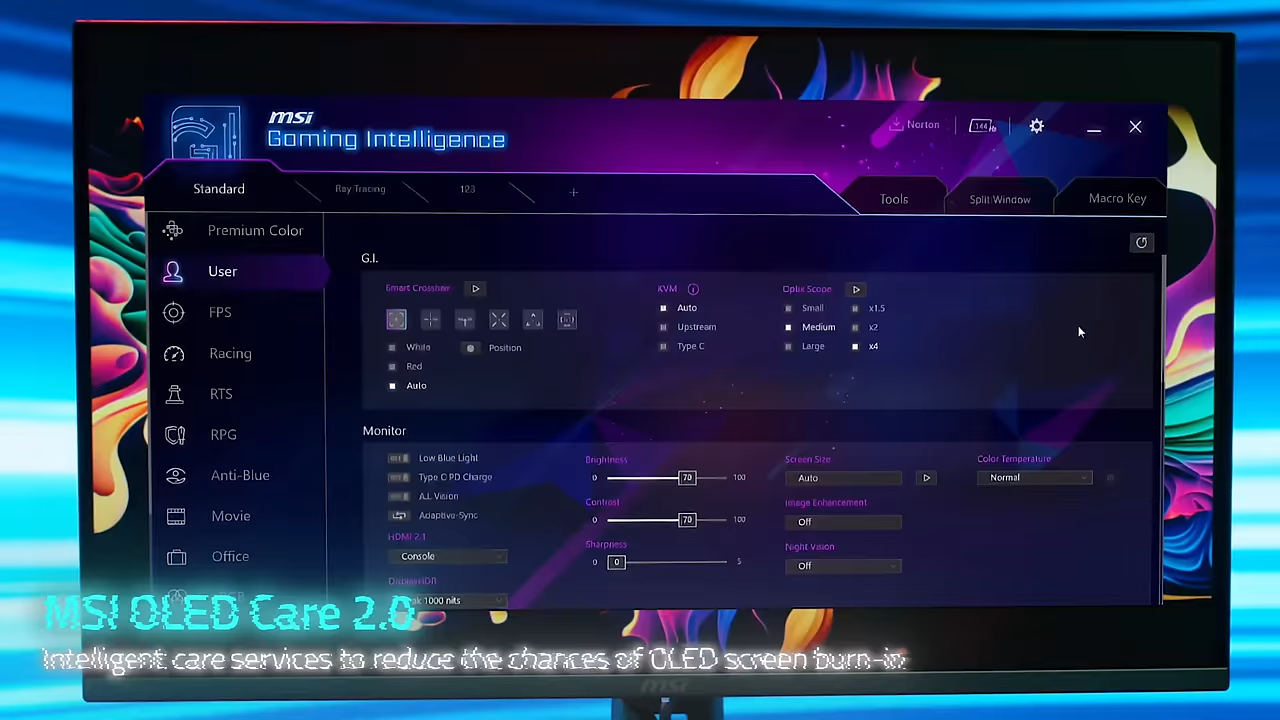 msi
Gaming Intelligence
Norton
144Hz
Standard
Ray Tracing
123
+
Tools
Split Window
Macro Key
Premium Color
User
FPS
Racing
RTS
RPG
Anti-Blue
Movie
Office
G.I.
Smart Crosshair
White
Position
Red
Auto
KVM
Auto
Upstream
Type C
Optix Scope
Small x1.5
Medium x2
Large x4
Monitor
Low Blue Light
Type C PD Charge
A.I. Vision
Adaptive-Sync
HDMI 2.1
Console
DisplayHDR
1000 nits
Brightness
0 70 100
Contrast
0 70 100
Sharpness
0 0 5
Screen Size
Auto
Image Enhancement
Off
Night Vision
Off
Color Temperature
Normal
MSI OLED Care 2.0
Intelligent care services to reduce the chances of OLED screen burn-in
msi